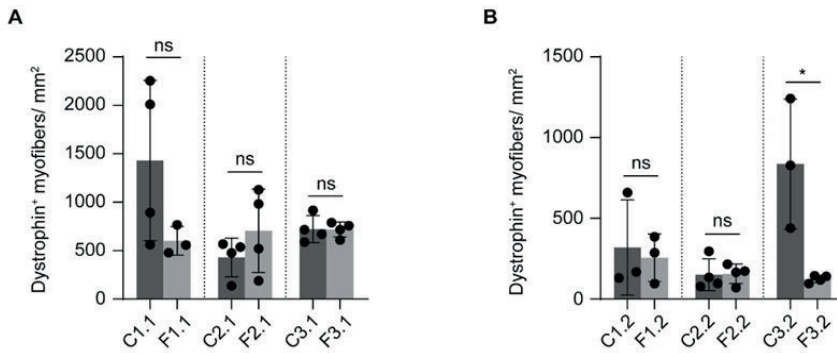 A
Dystrophin⁺ myofibers/ mm²
2500
2000
1500
1000
500
0
ns
ns
ns
C1.1
F1.1
C2.1
F2.1
C3.1
F3.1
B
Dystrophin⁺ myofibers/ mm²
1500
1000
500
0
ns
ns
*
C1.2
F1.2
C2.2
F2.2
C3.2
F3.2